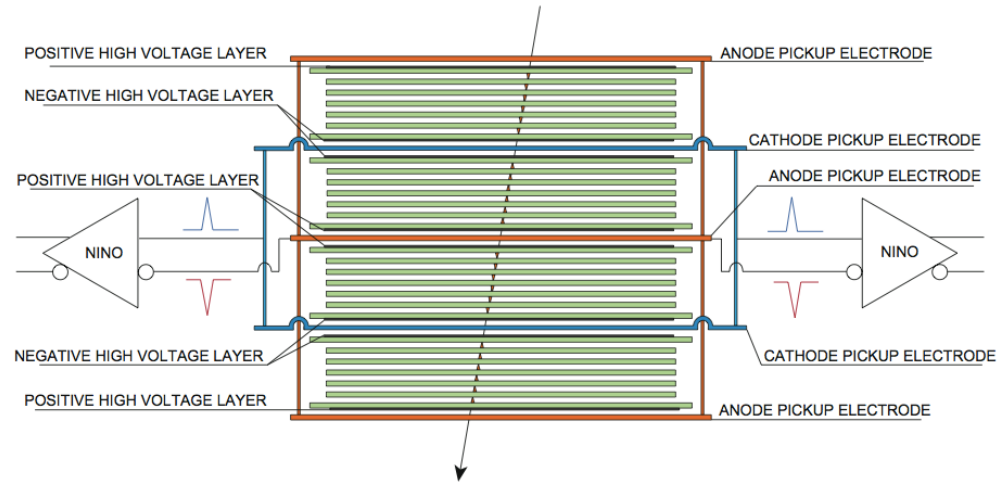 POSITIVE HIGH VOLTAGE LAYER
ANODE PICKUP ELECTRODE
NEGATIVE HIGH VOLTAGE LAYER
CATHODE PICKUP ELECTRODE
POSITIVE HIGH VOLTAGE LAYER
ANODE PICKUP ELECTRODE
NINO
NINO
NEGATIVE HIGH VOLTAGE LAYER
CATHODE PICKUP ELECTRODE
POSITIVE HIGH VOLTAGE LAYER
ANODE PICKUP ELECTRODE